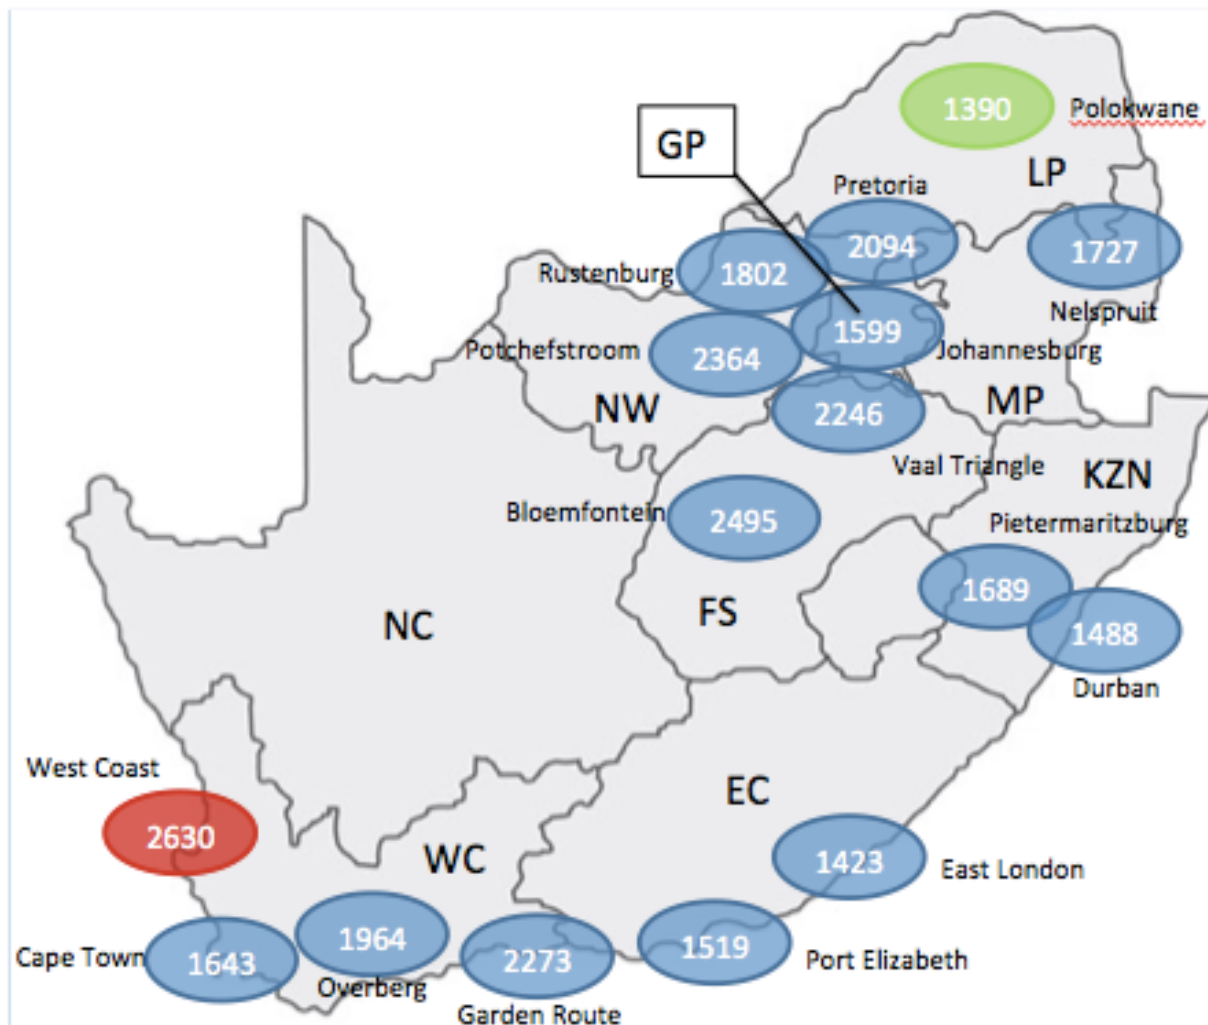 1390
Polokwane
GP
LP
Pretoria
2094
1727
Rustenburg
1802
Nelspruit
1599
Johannesburg
Potchefstroom
2364
NW
MP
2246
Vaal Triangle
KZN
Bloemfontein
2495
Pietermaritzburg
1689
NC
FS
1488
Durban
West Coast
2630
EC
WC
1423
East London
Cape Town
1643
1964
Overberg
2273
Garden Route
1519
Port Elizabeth